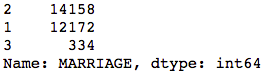 2    14158
1    12172
3      334
Name: MARRIAGE, dtype: int64